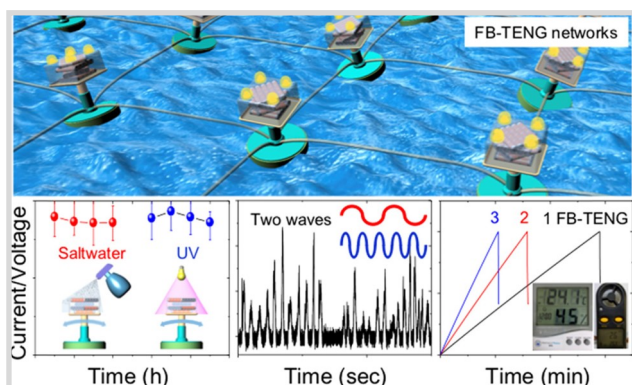 FB-TENG networks
Current/Voltage
Saltwater
UV
Time (h)
Two waves
Time (sec)
3 2 1 FB-TENG
Time (min)